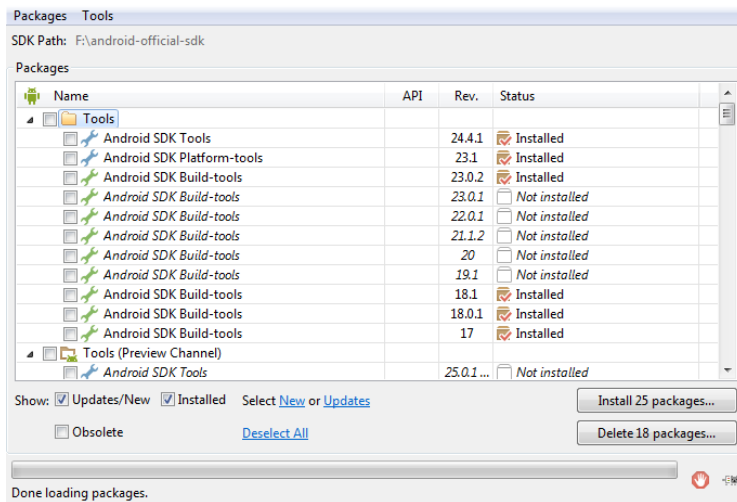 Packages Tools
SDK Path: F:\android-official-sdk
Packages
Name API Rev. Status
Tools
Android SDK Tools 24.4.1 Installed
Android SDK Platform-tools 23.1 Installed
Android SDK Build-tools 23.0.2 Installed
Android SDK Build-tools 23.0.1 Not installed
Android SDK Build-tools 22.0.1 Not installed
Android SDK Build-tools 21.1.2 Not installed
Android SDK Build-tools 20 Not installed
Android SDK Build-tools 19.1 Not installed
Android SDK Build-tools 18.1 Installed
Android SDK Build-tools 18.0.1 Installed
Android SDK Build-tools 17 Installed
Tools (Preview Channel)
Android SDK Tools 25.0.1 ... Not installed
Show: Updates/New Installed Select New or Updates Install 25 packages...
Obsolete Deselect All Delete 18 packages...
Done loading packages.